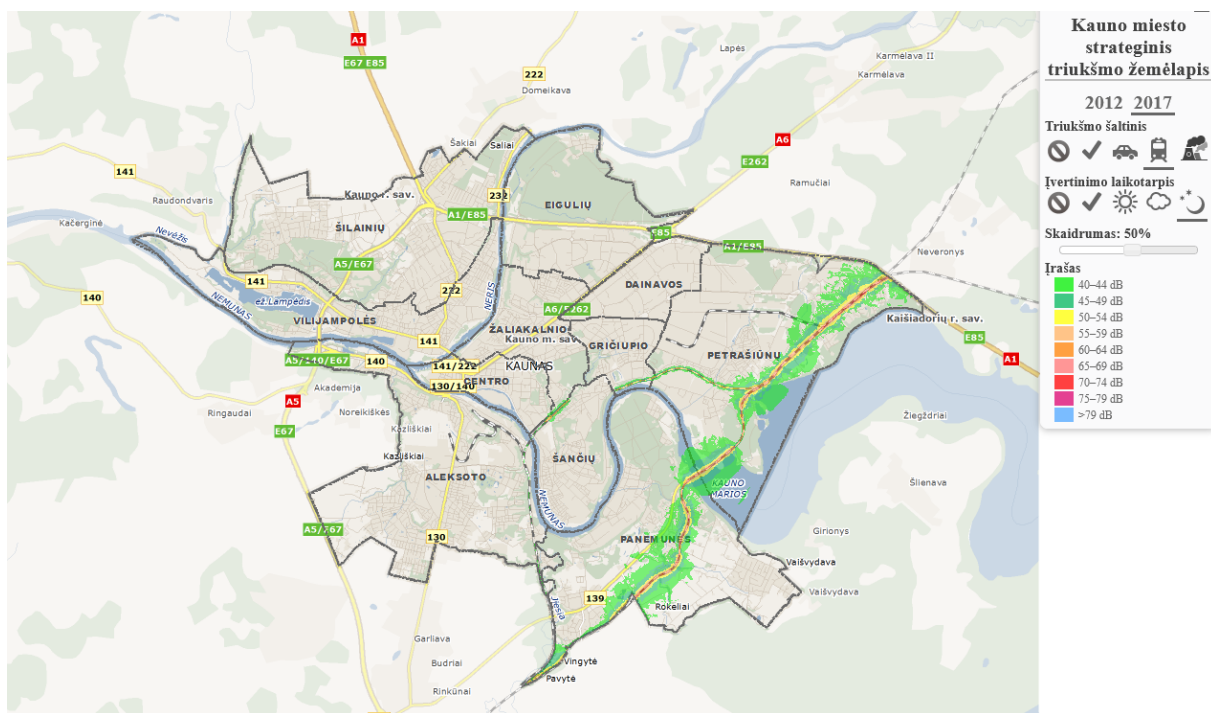 A1
E67 E85
222
Domeikava
Lapės
Karmėlava II
Karmėlava
A6
E262
Ramučiai
Šakiai
Saliai
141
Raudondvaris
Kauno r. sav.
232
EIGULIŲ
A1/E85
ŠILAINIŲ
E85
A1/E85
Neveronys
Kačerginė
Nevėžis
A5/E67
DAINAVOS
141
222
NERIS
140
NEMUNAS
ež.Lampėdis
A6/E262
Kaišiadorių r. sav.
VILIJAMPOLĖS
ŽALIAKALNIO
Kauno m. sav.
141
GRIČIUPIO
E85
PETRAŠIŪNŲ
A1
A5/140/E67
140
141/222
KAUNAS
CENTRO
130/140
Akademija
A5
Ringaudai
Noreikiškės
Žiegždriai
E67
Kazliškiai
Kazliškiai
ŠANČIŲ
ALEKSOTO
KAUNO
MARIOS
Šlienava
NEMUNAS
A5/E67
130
PANEMUNĖS
Girionys
Vaišvydava
Vaišvydava
139
Rokeliai
Jiesia
Garliava
Budriai
Vingytė
Pavytė
Rinkūnai
Kauno miesto
strateginis
triukšmo žemėlapis
2012 2017
Triukšmo šaltinis
Įvertinimo laikotarpis
Skaidrumas: 50%
Įrašas
40–44 dB
45–49 dB
50–54 dB
55–59 dB
60–64 dB
65–69 dB
70–74 dB
75–79 dB
>79 dB